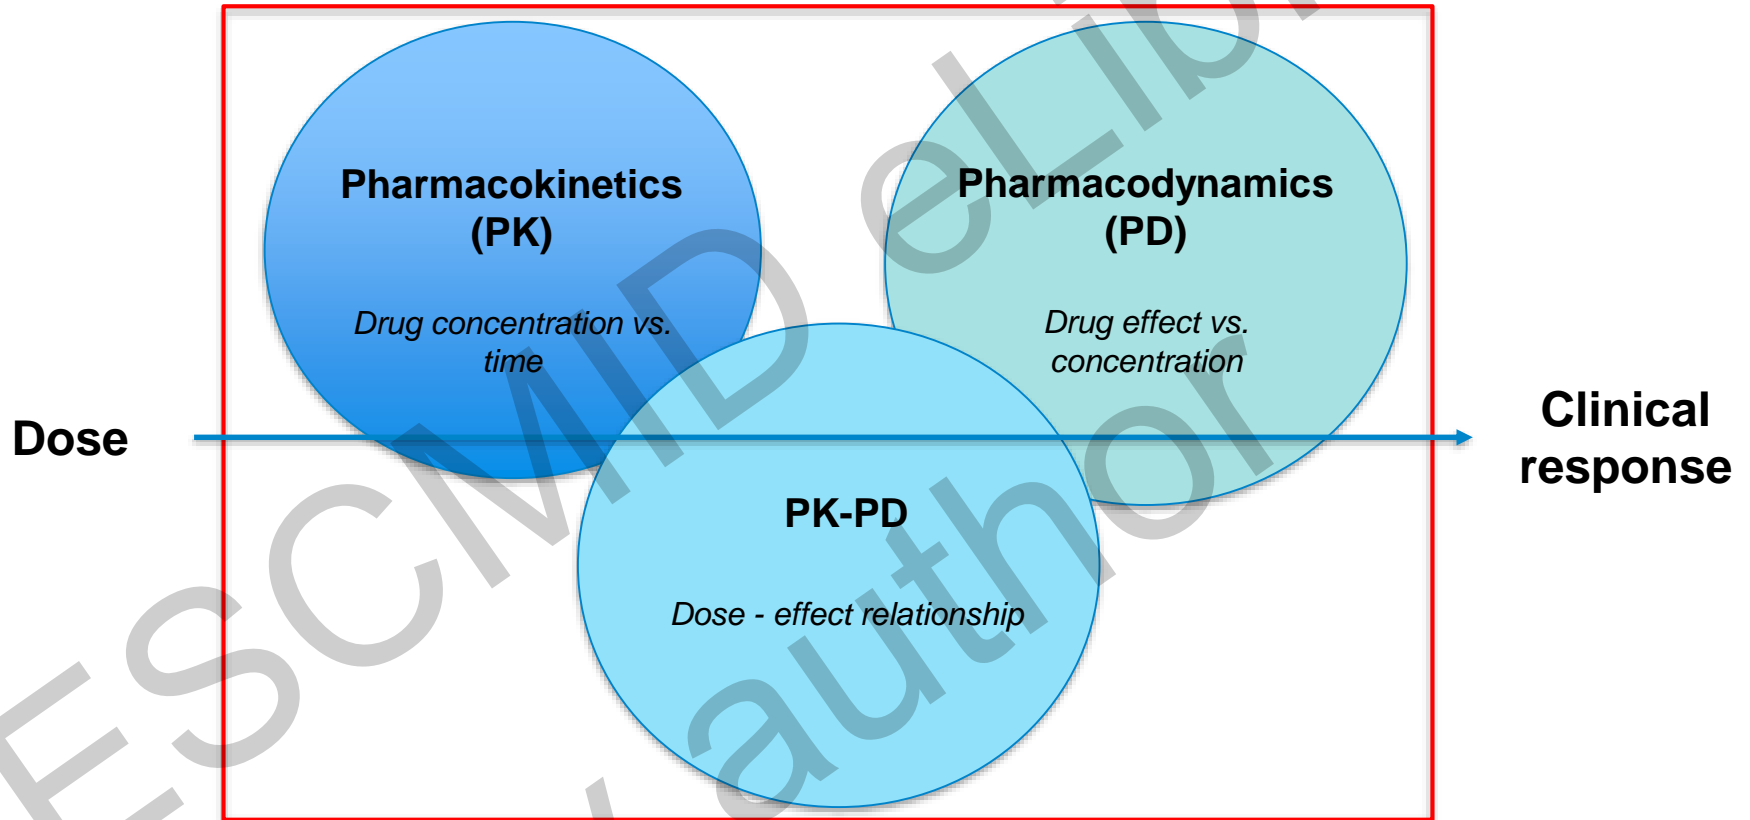 Pharmacokinetics
(PK)
Drug concentration vs.
time
Pharmacodynamics
(PD)
Drug effect vs.
concentration
Dose
Clinical
response
PK-PD
Dose - effect relationship
ESCMID eLib
author